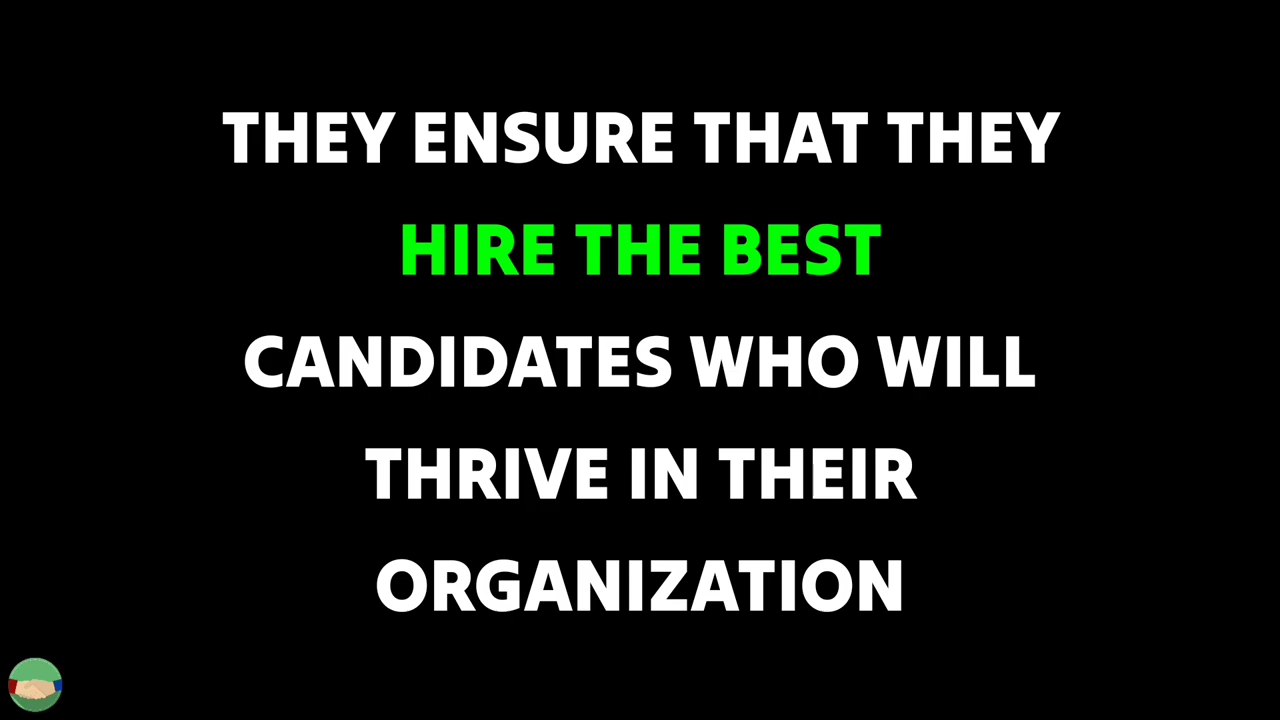 THEY ENSURE THAT THEY
HIRE THE BEST
CANDIDATES WHO WILL
THRIVE IN THEIR
ORGANIZATION